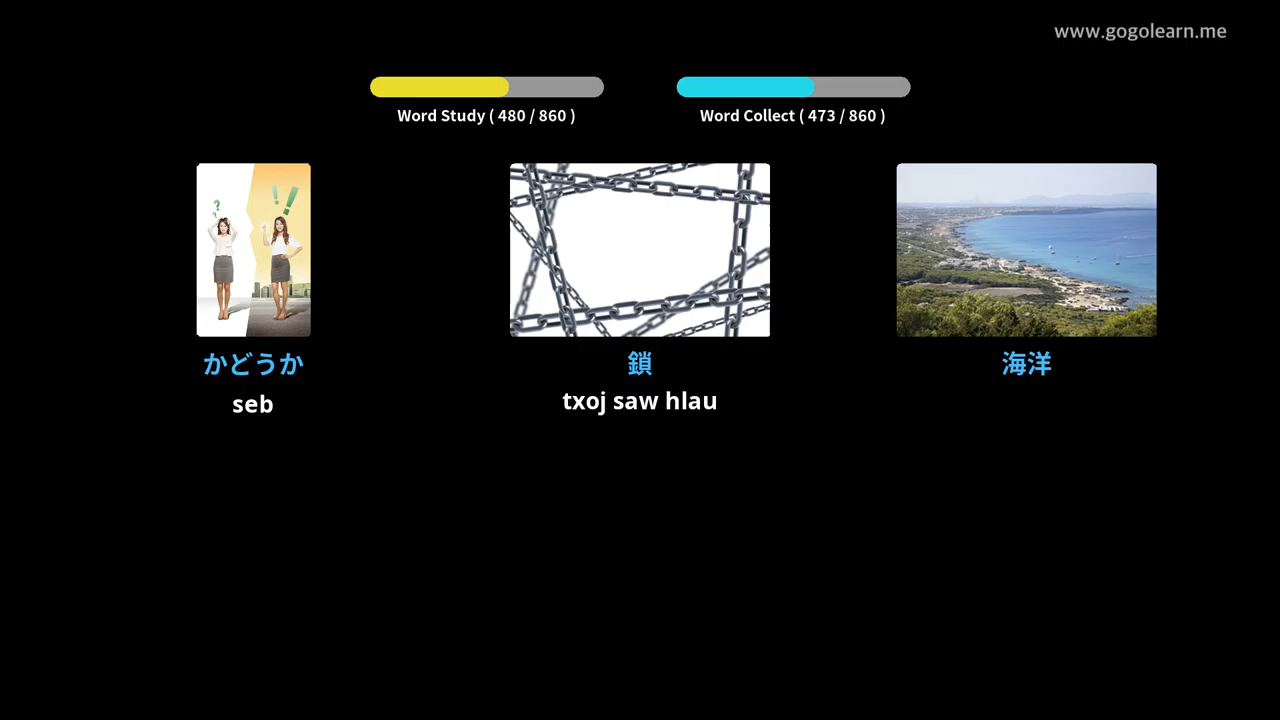 www.gogolearn.me
Word Study ( 480 / 860 )
Word Collect ( 473 / 860 )
かどうか
seb
鎖
txoj saw hlau
海洋